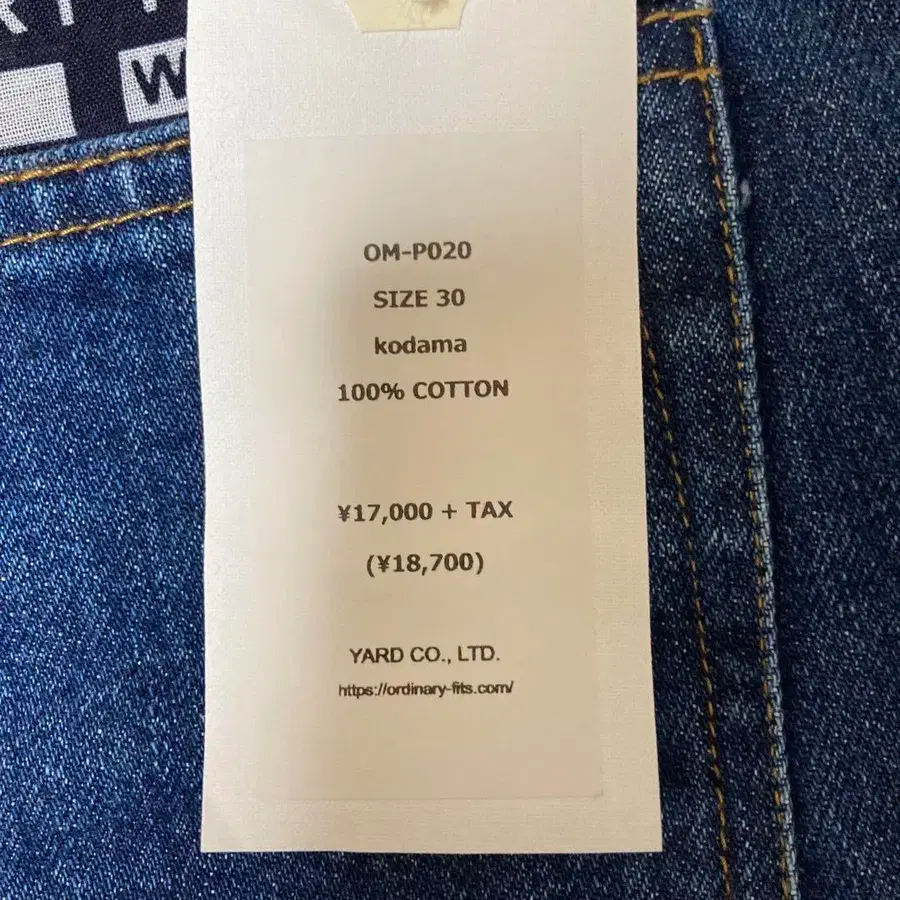 W
OM-P020
SIZE 30
kodama
100% COTTON
¥17,000 + TAX
(¥18,700)
YARD CO., LTD.
https://ordinary-fits.com/